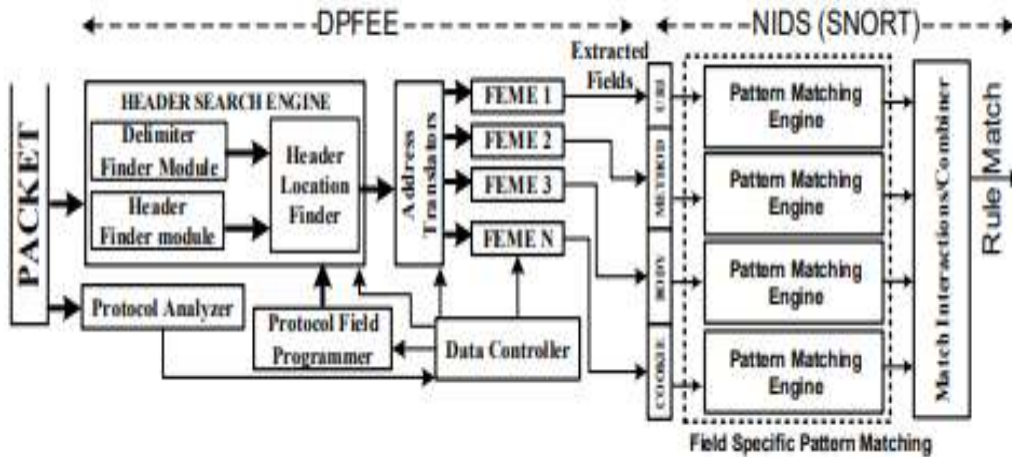 DPFEE
NIDS (SNORT)
PACKET
HEADER SEARCH ENGINE
Delimiter
Finder Module
Header
Finder module
Header
Location
Finder
Protocol Analyzer
Protocol Field
Programmer
Data Controller
Address
Translators
FEME 1
FEME 2
FEME 3
FEME N
Extracted
Fields
URI
METHOD
BODY
COOKIE
Pattern Matching
Engine
Pattern Matching
Engine
Pattern Matching
Engine
Pattern Matching
Engine
Field Specific Pattern Matching
Match Interactions/Combiner
Rule Match